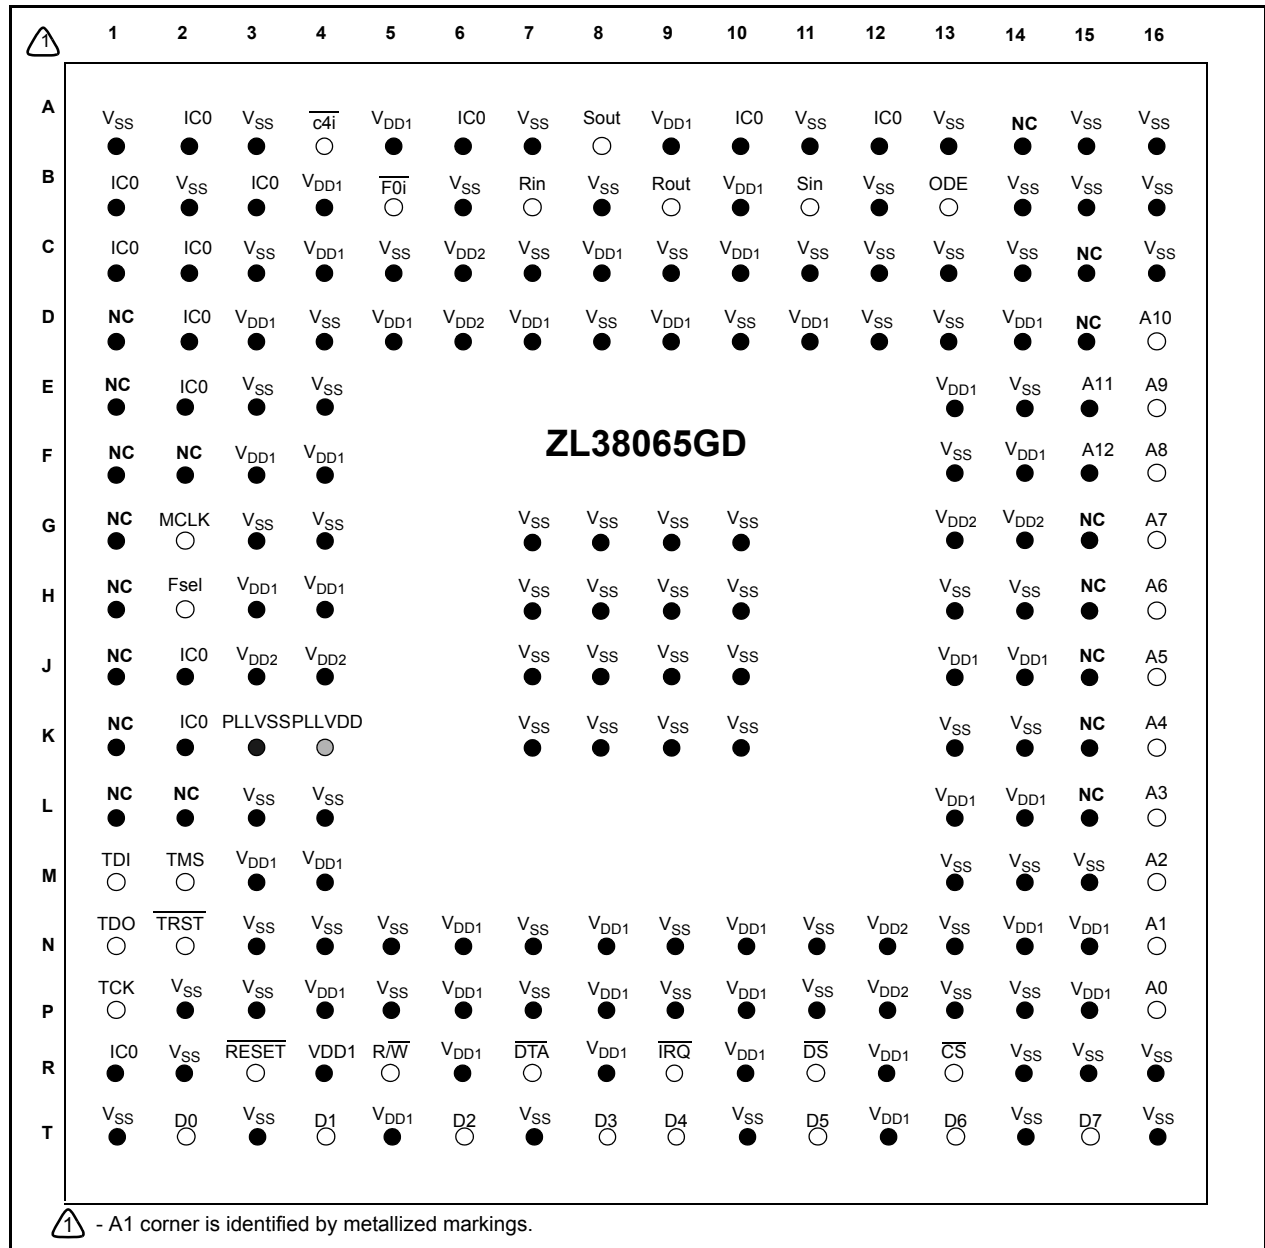 1 1 2 3 4 5 6 7 8 9 10 11 12 13 14 15 16
A VSS IC0 VSS c4i VDD1 IC0 VSS Sout VDD1 IC0 VSS IC0 VSS NC VSS VSS
B IC0 VSS IC0 VDD1 F0i VSS Rin VSS Rout VDD1 Sin VSS ODE VSS VSS VSS
C IC0 IC0 VSS VDD1 VSS VDD2 VSS VDD1 VSS VDD1 VSS VSS VSS VSS NC VSS
D NC IC0 VDD1 VSS VDD1 VDD2 VDD1 VSS VDD1 VSS VDD1 VSS VSS VDD1 NC A10
E NC IC0 VSS VSS VDD1 VSS A11 A9
ZL38065GD
F NC NC VDD1 VDD1 VSS VDD1 A12 A8
G NC MCLK VSS VSS VSS VSS VSS VSS VDD2 VDD2 NC A7
H NC Fsel VDD1 VDD1 VSS VSS VSS VSS VSS VSS NC A6
J NC IC0 VDD2 VDD2 VSS VSS VSS VSS VDD1 VDD1 NC A5
K NC IC0 PLLVSS PLLVDD VSS VSS VSS VSS VSS VSS NC A4
L NC NC VSS VSS VDD1 VDD1 NC A3
M TDI TMS VDD1 VDD1 VSS VSS VSS A2
N TDO TRST VSS VSS VSS VDD1 VSS VDD1 VSS VDD1 VSS VDD2 VSS VDD1 VDD1 A1
P TCK VSS VSS VDD1 VSS VDD1 VSS VDD1 VSS VDD1 VSS VDD2 VSS VSS VDD1 A0
R IC0 VSS RESET VDD1 R/W VDD1 DTA VDD1 IRQ VDD1 DS VDD1 CS VSS VSS VSS
T VSS D0 VSS D1 VDD1 D2 VSS D3 D4 VSS D5 VDD1 D6 VSS D7 VSS
1 - A1 corner is identified by metallized markings.